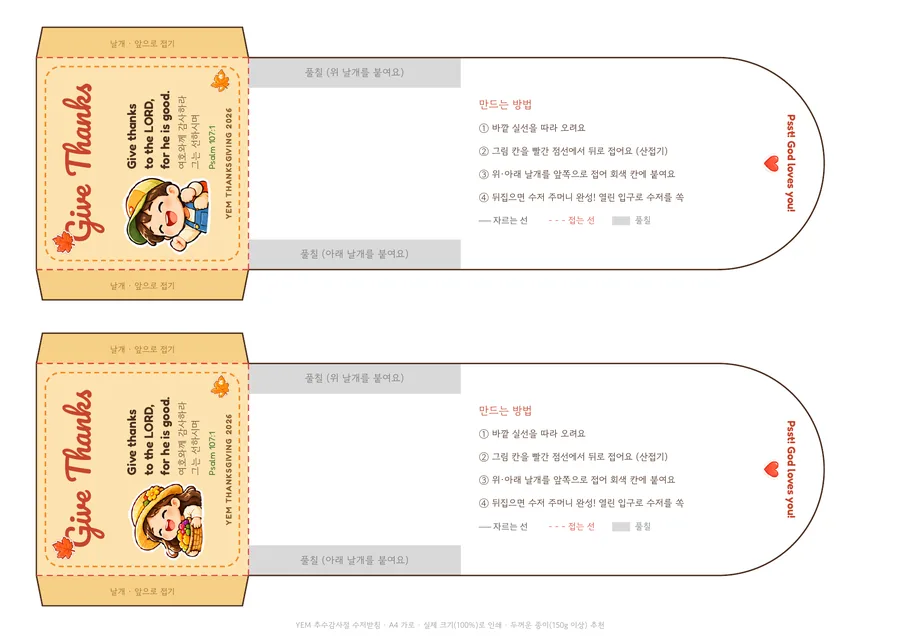 날개 · 앞으로 접기
Give Thanks
Give thanks
to the LORD,
for he is good.
여호와께 감사하라
그는 선하시며
Psalm 107:1
YEM THANKSGIVING 2026
날개 · 앞으로 접기
풀칠 (위 날개를 붙여요)
풀칠 (아래 날개를 붙여요)
만드는 방법
① 바깥 실선을 따라 오려요
② 그림 칸을 빨간 점선에서 뒤로 접어요 (산접기)
③ 위·아래 날개를 앞쪽으로 접어 회색 칸에 붙여요
④ 뒤집으면 수저 주머니 완성! 열린 입구로 수저를 쏙
── 자르는 선 - - - 접는 선 풀칠
Psst! God loves you!
날개 · 앞으로 접기
Give Thanks
Give thanks
to the LORD,
for he is good.
여호와께 감사하라
그는 선하시며
Psalm 107:1
YEM THANKSGIVING 2026
날개 · 앞으로 접기
풀칠 (위 날개를 붙여요)
풀칠 (아래 날개를 붙여요)
만드는 방법
① 바깥 실선을 따라 오려요
② 그림 칸을 빨간 점선에서 뒤로 접어요 (산접기)
③ 위·아래 날개를 앞쪽으로 접어 회색 칸에 붙여요
④ 뒤집으면 수저 주머니 완성! 열린 입구로 수저를 쏙
── 자르는 선 - - - 접는 선 풀칠
Psst! God loves you!
YEM 추수감사절 수저받침 · A4 가로 · 실제 크기(100%)로 인쇄 · 두꺼운 종이(150g 이상) 추천